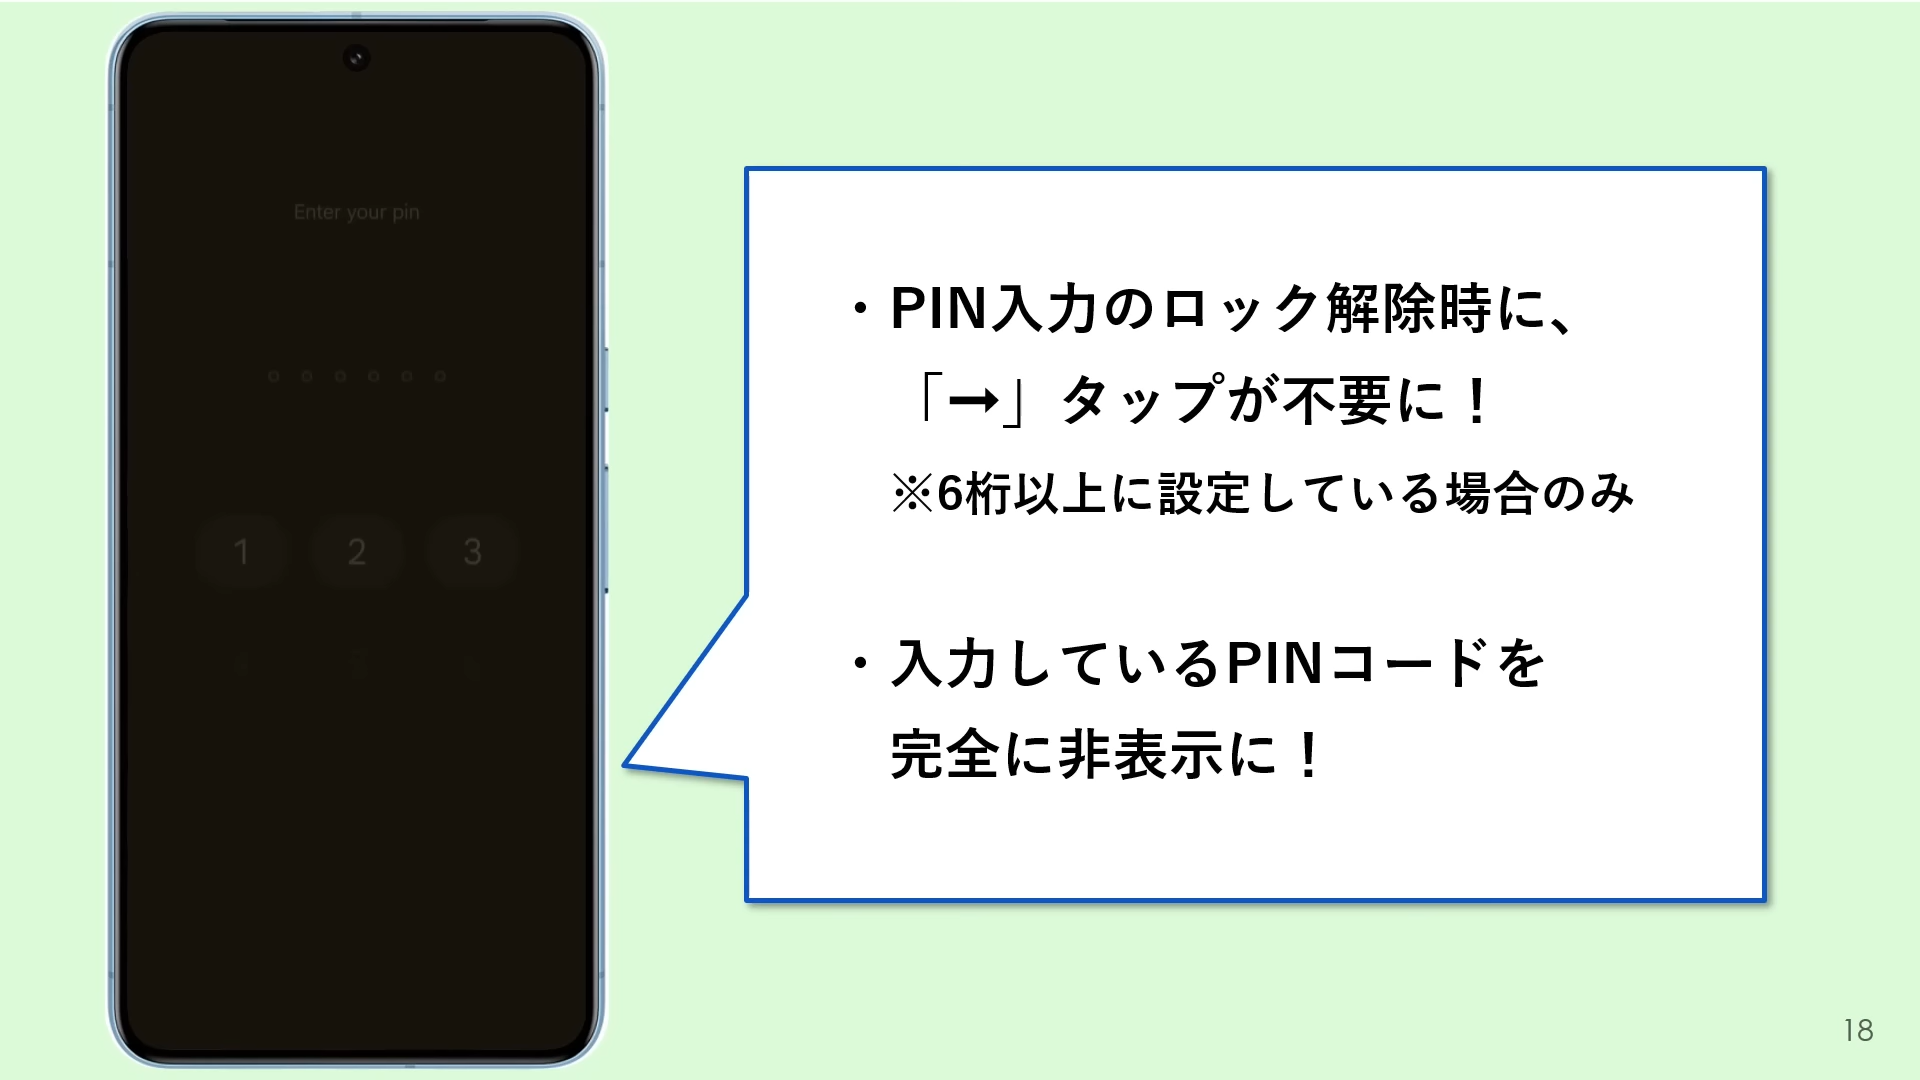 Enter your pin
1 2 3
・PIN入力のロック解除時に、
「→」タップが不要に！
※6桁以上に設定している場合のみ
・入力しているPINコードを
完全に非表示に！
18